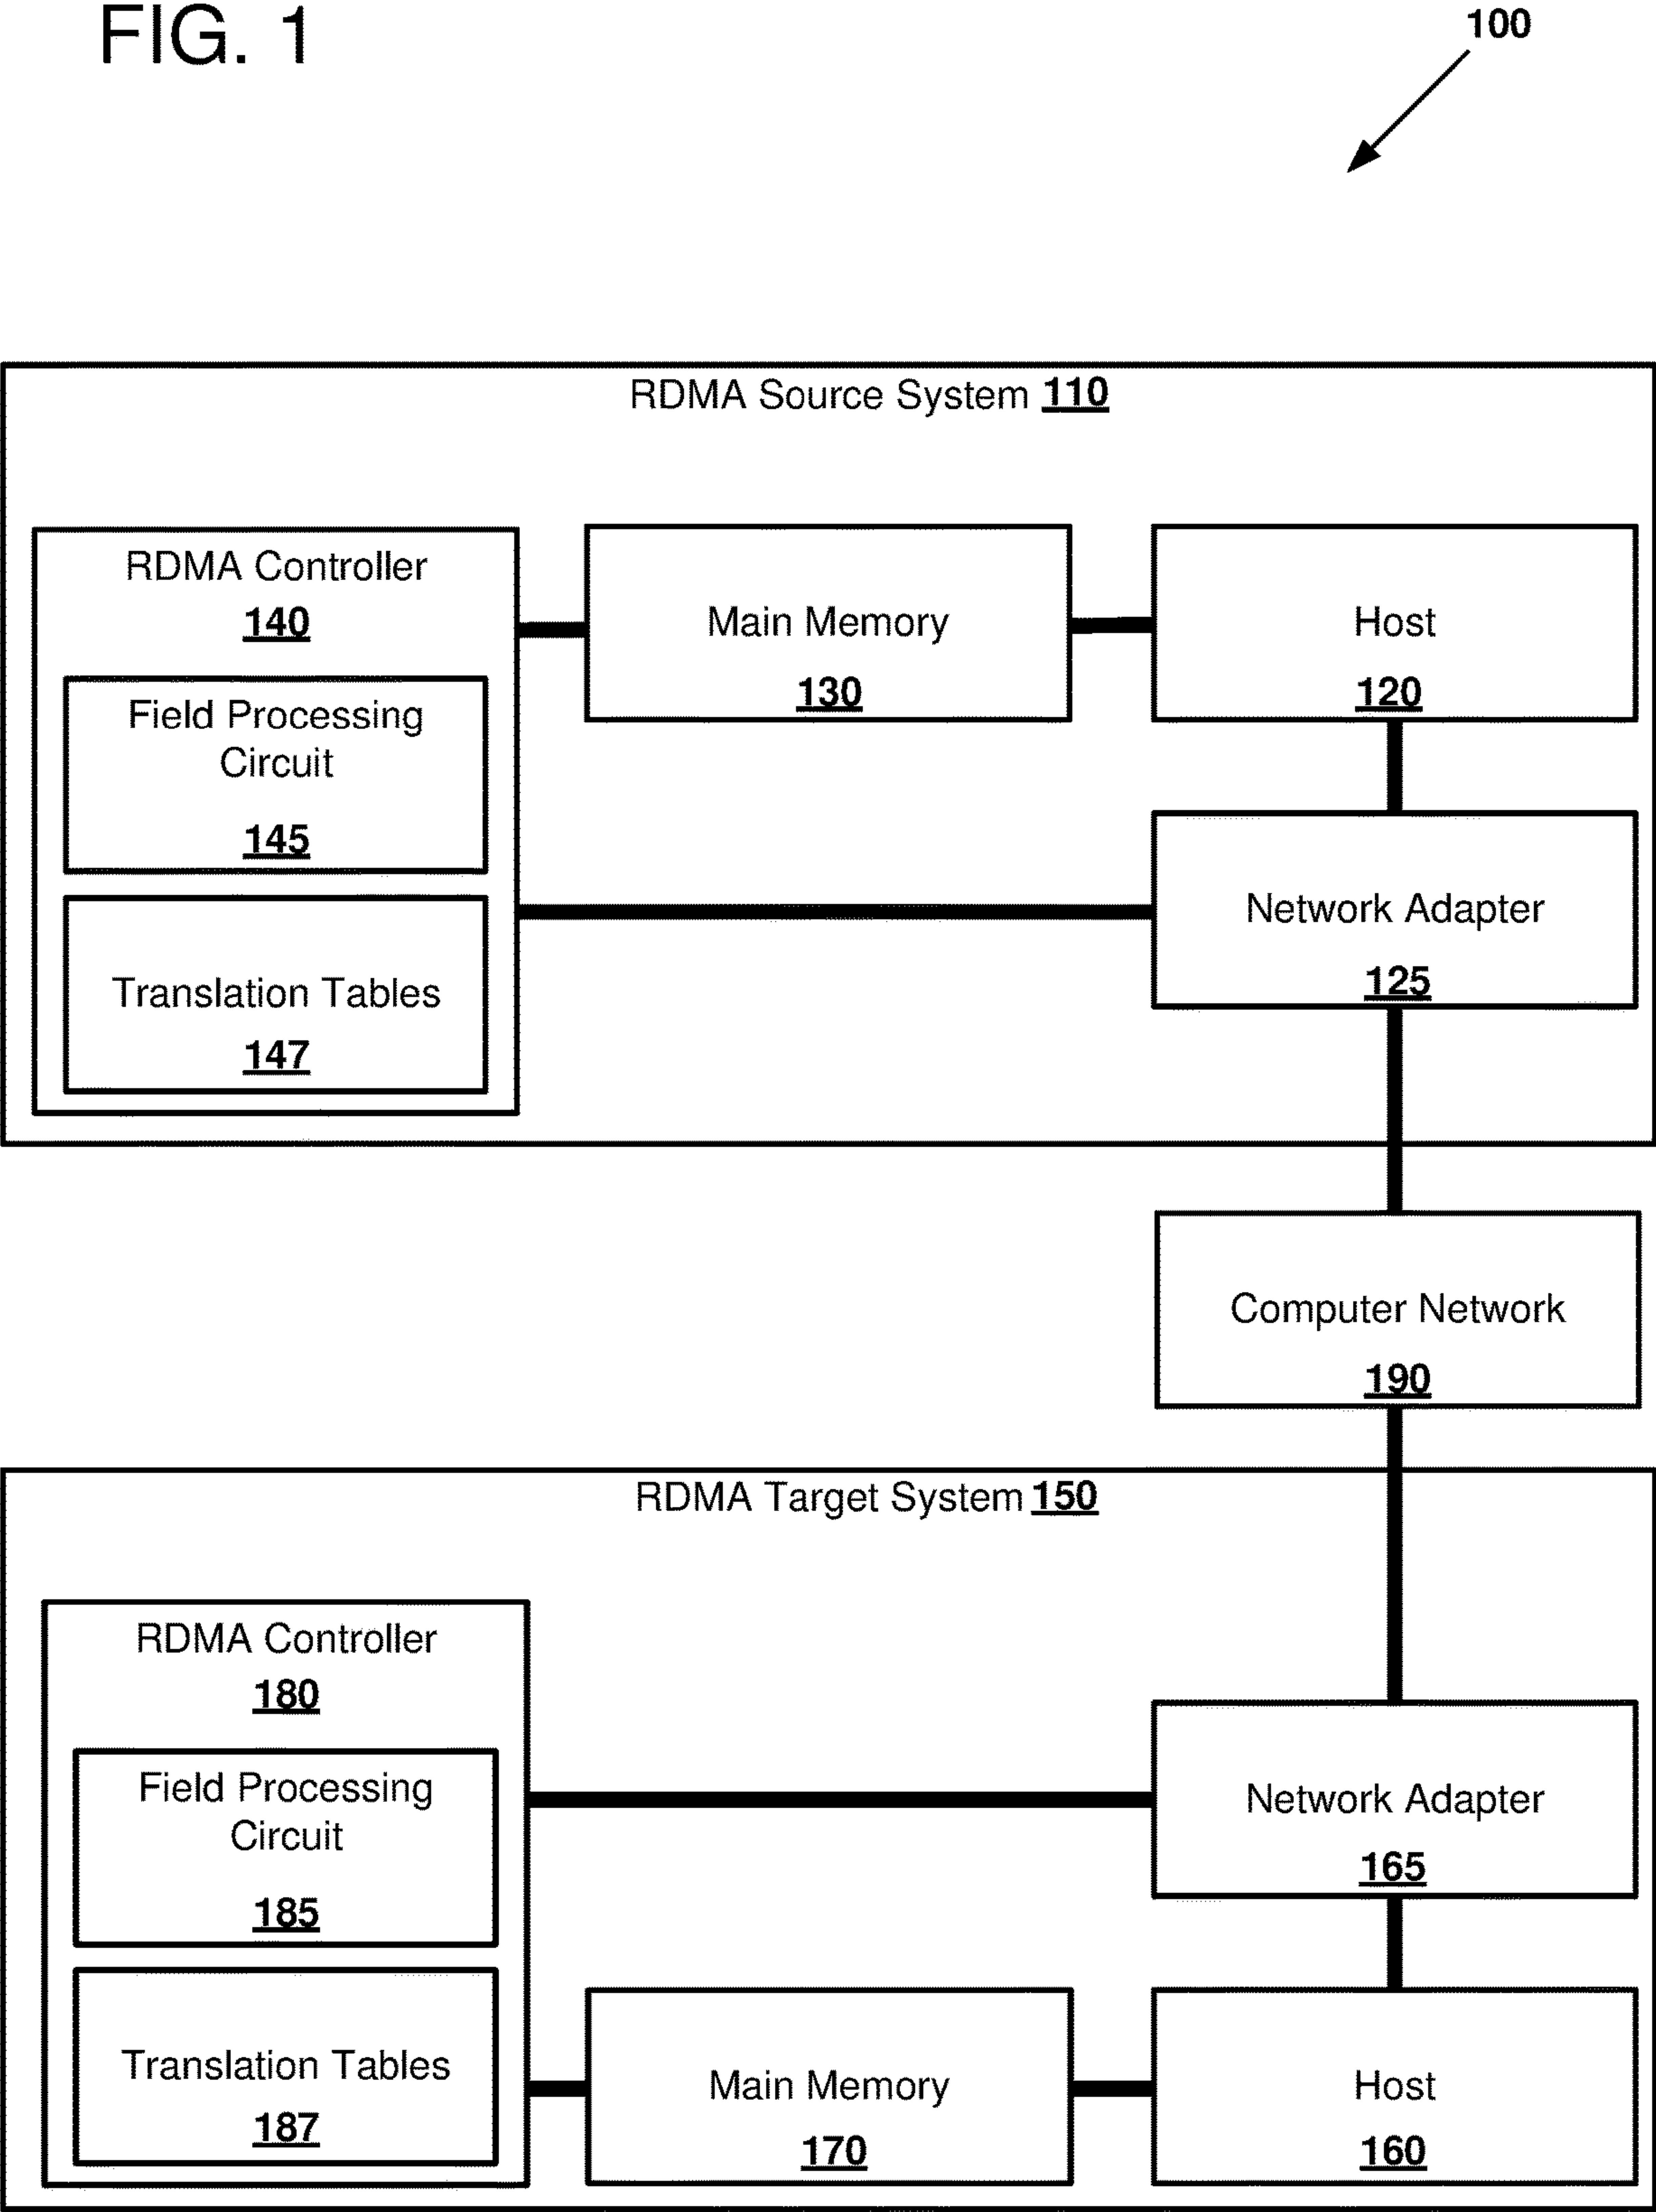 FIG. 1
100
RDMA Source System 110
RDMA Controller
140
Field Processing
Circuit
145
Translation Tables
147
Main Memory
130
Host
120
Network Adapter
125
Computer Network
190
RDMA Target System 150
RDMA Controller
180
Field Processing
Circuit
185
Translation Tables
187
Network Adapter
165
Main Memory
170
Host
160